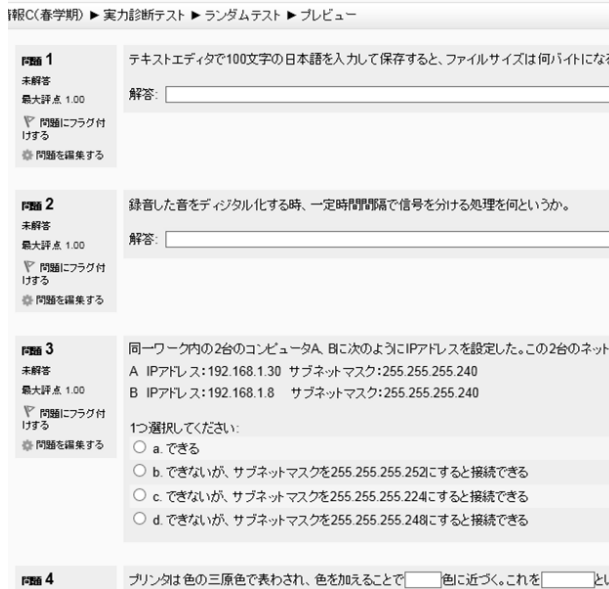 情報C(春学期) ▶ 実力診断テスト ▶ ランダムテスト ▶ プレビュー
問題 1
未解答
最大評点 1.00
問題にフラグ付
けする
問題を編集する
テキストエディタで100文字の日本語を入力して保存すると、ファイルサイズは何バイトになる
解答:
問題 2
未解答
最大評点 1.00
問題にフラグ付
けする
問題を編集する
録音した音をディジタル化する時、一定時間間隔で信号を分ける処理を何というか。
解答:
問題 3
未解答
最大評点 1.00
問題にフラグ付
けする
問題を編集する
同一ワーク内の2台のコンピュータA、Bに次のようにIPアドレスを設定した。この2台のネット
A IPアドレス:192.168.1.30 サブネットマスク:255.255.255.240
B IPアドレス:192.168.1.8 サブネットマスク:255.255.255.240
1つ選択してください:
a. できる
b. できないが、サブネットマスクを255.255.255.252にすると接続できる
c. できないが、サブネットマスクを255.255.255.224にすると接続できる
d. できないが、サブネットマスクを255.255.255.248にすると接続できる
問題 4
プリンタは色の三原色で表わされ、色を加えることで 色に近づく。これを とい